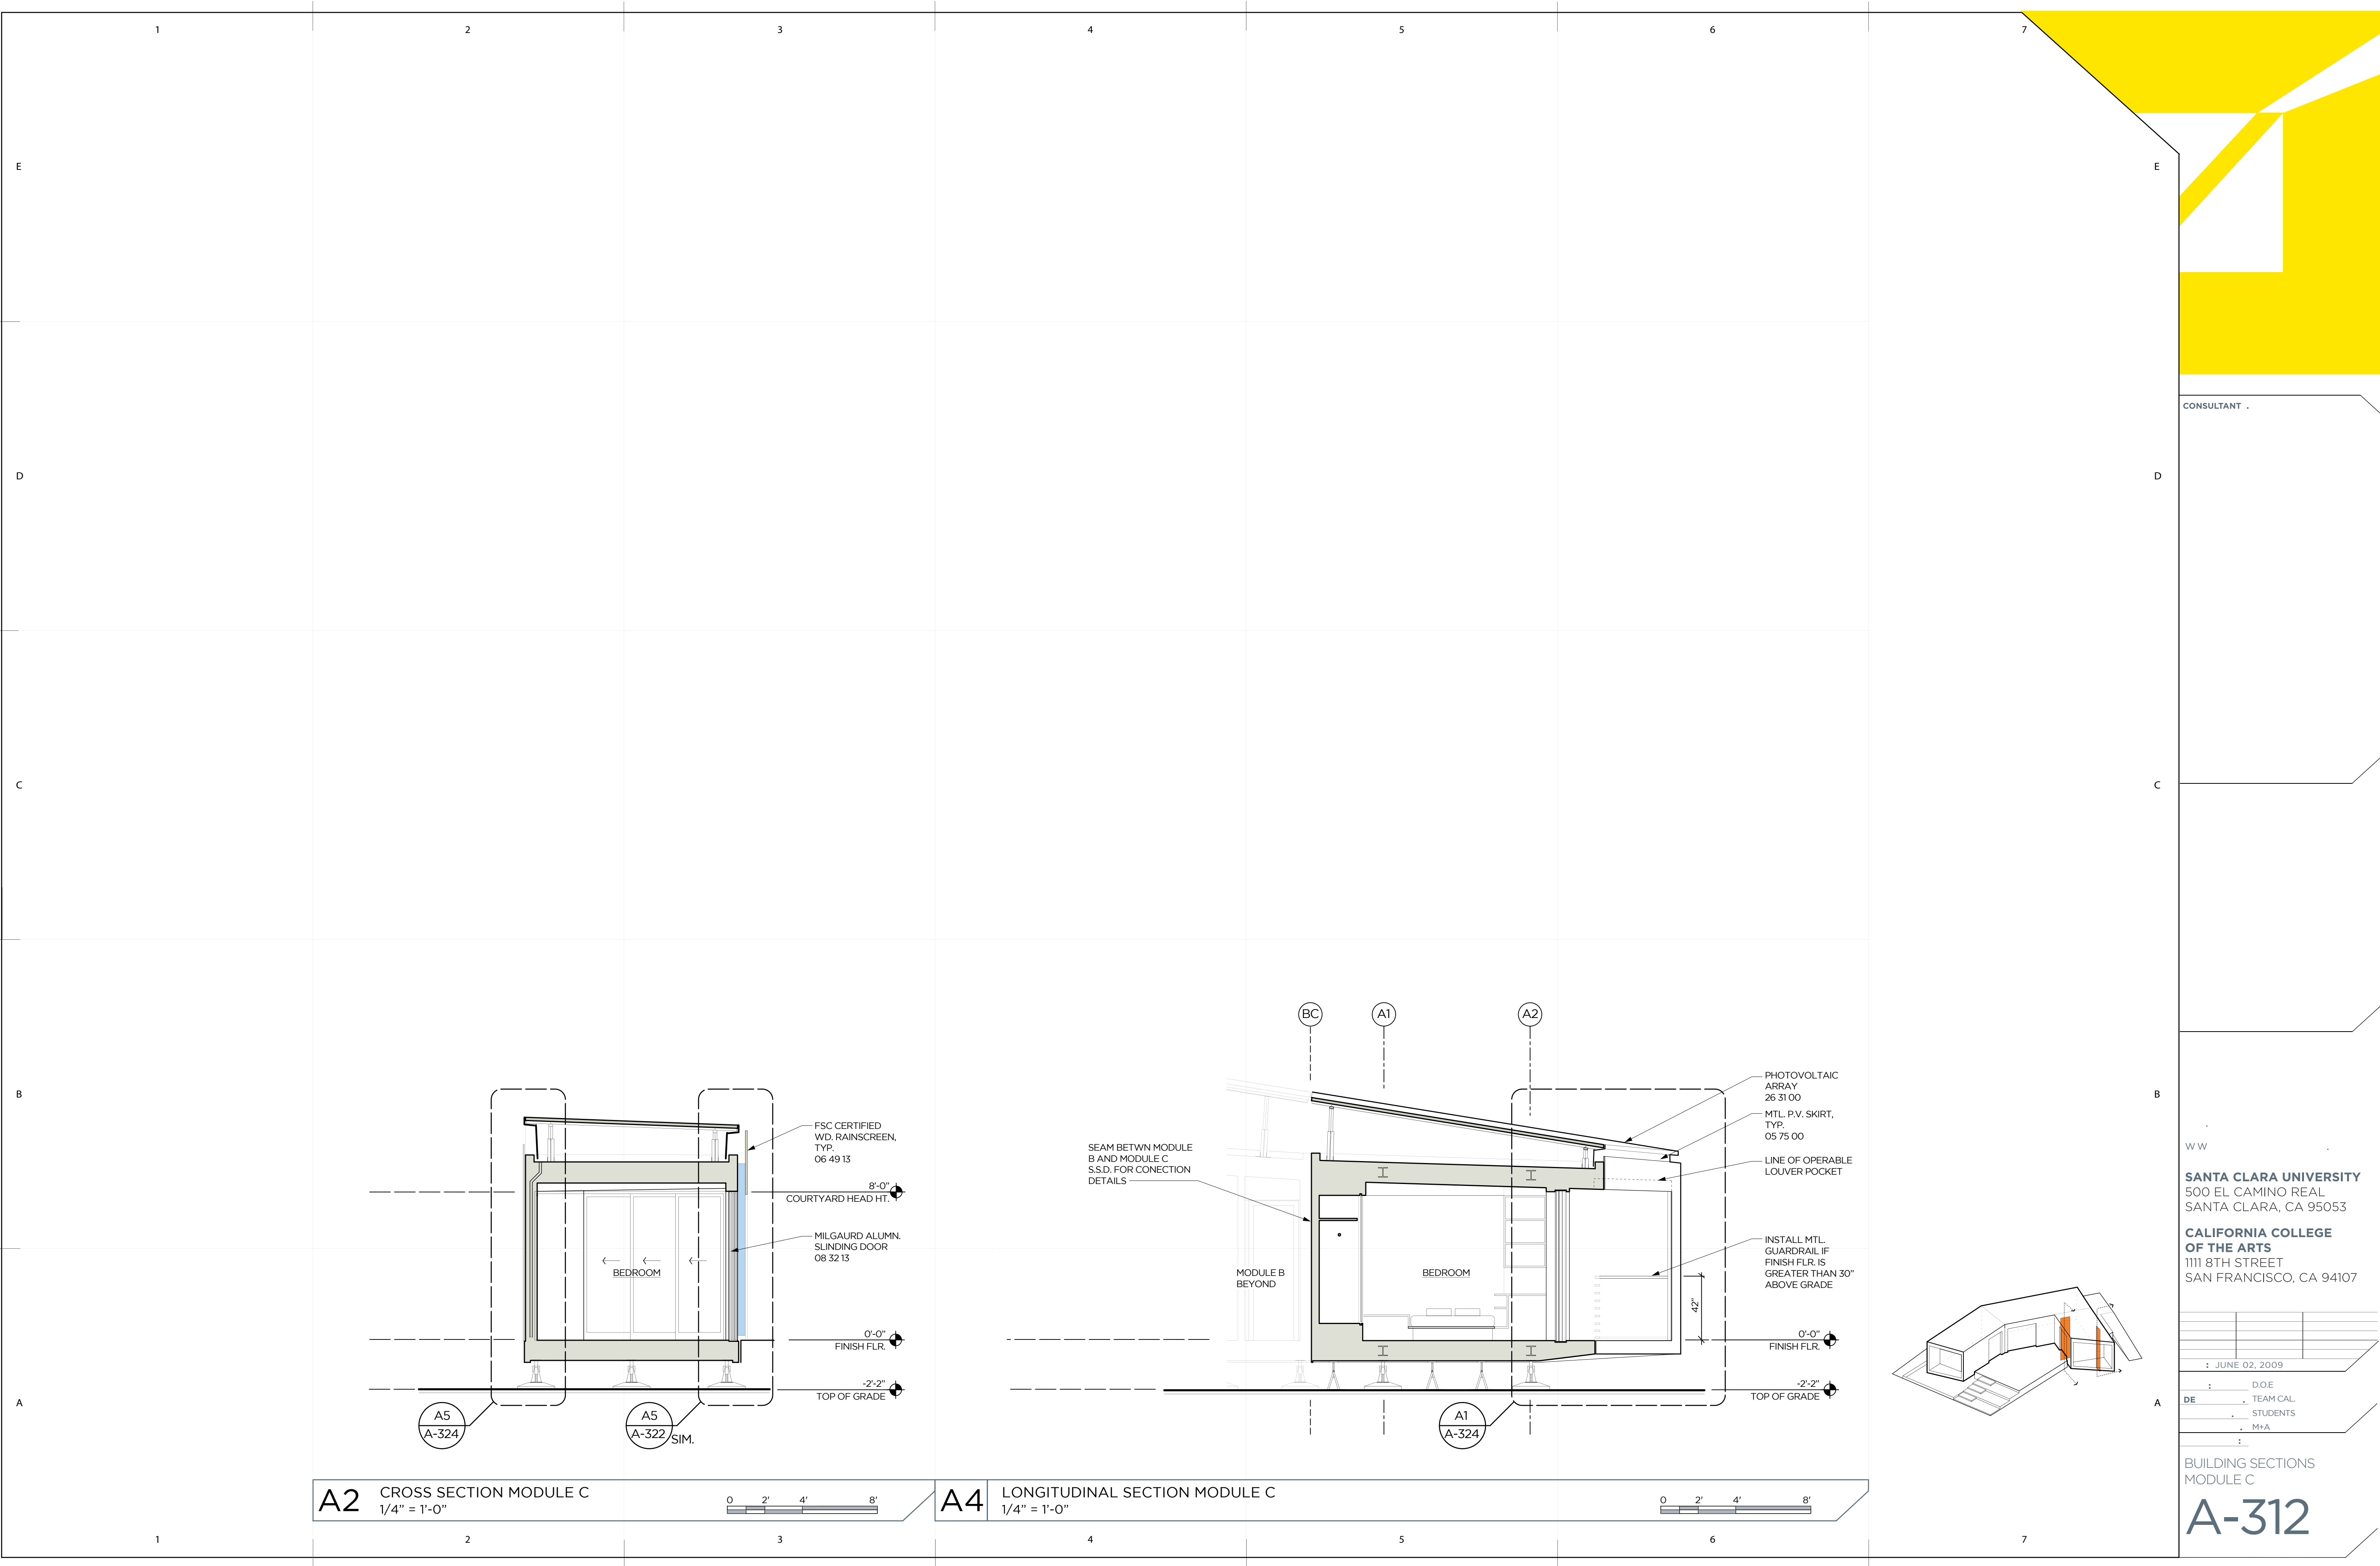 1 2 3 4 5 6 7
E E
D D
C C
B B
A A
CONSULTANT .
BC A1 A2
FSC CERTIFIED
WD. RAINSCREEN,
TYP.
06 49 13
8'-0"
COURTYARD HEAD HT.
MILGAURD ALUMN.
SLINDING DOOR
08 32 13
BEDROOM
0'-0"
FINISH FLR.
-2'-2"
TOP OF GRADE
A5
A-324
A5
A-322
SIM.
SEAM BETWN MODULE
B AND MODULE C
S.S.D. FOR CONECTION
DETAILS
MODULE B
BEYOND
BEDROOM
PHOTOVOLTAIC
ARRAY
26 31 00
MTL. P.V. SKIRT,
TYP.
05 75 00
LINE OF OPERABLE
LOUVER POCKET
INSTALL MTL.
GUARDRAIL IF
FINISH FLR. IS
GREATER THAN 30"
ABOVE GRADE
42"
0'-0"
FINISH FLR.
-2'-2"
TOP OF GRADE
A1
A-324
A2
CROSS SECTION MODULE C
1/4" = 1'-0"
0 2' 4' 8'
A4
LONGITUDINAL SECTION MODULE C
1/4" = 1'-0"
0 2' 4' 8'
1 2 3 4 5 6 7
W W .
SANTA CLARA UNIVERSITY
500 EL CAMINO REAL
SANTA CLARA, CA 95053
CALIFORNIA COLLEGE
OF THE ARTS
1111 8TH STREET
SAN FRANCISCO, CA 94107
: JUNE 02, 2009
: D.O.E
DE . TEAM CAL.
. STUDENTS
. M+A
:
BUILDING SECTIONS
MODULE C
A-312